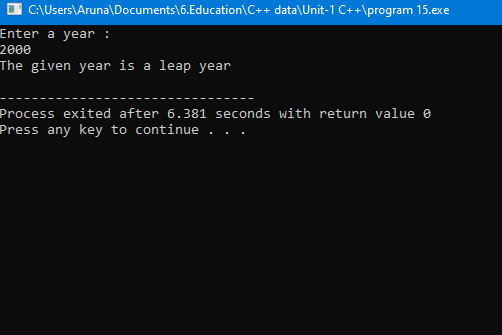 C:\Users\Aruna\Documents\6.Education\C++ data\Unit-1 C++\program 15.exe
Enter a year :
2000
The given year is a leap year
--------------------------------
Process exited after 6.381 seconds with return value 0
Press any key to continue . . .